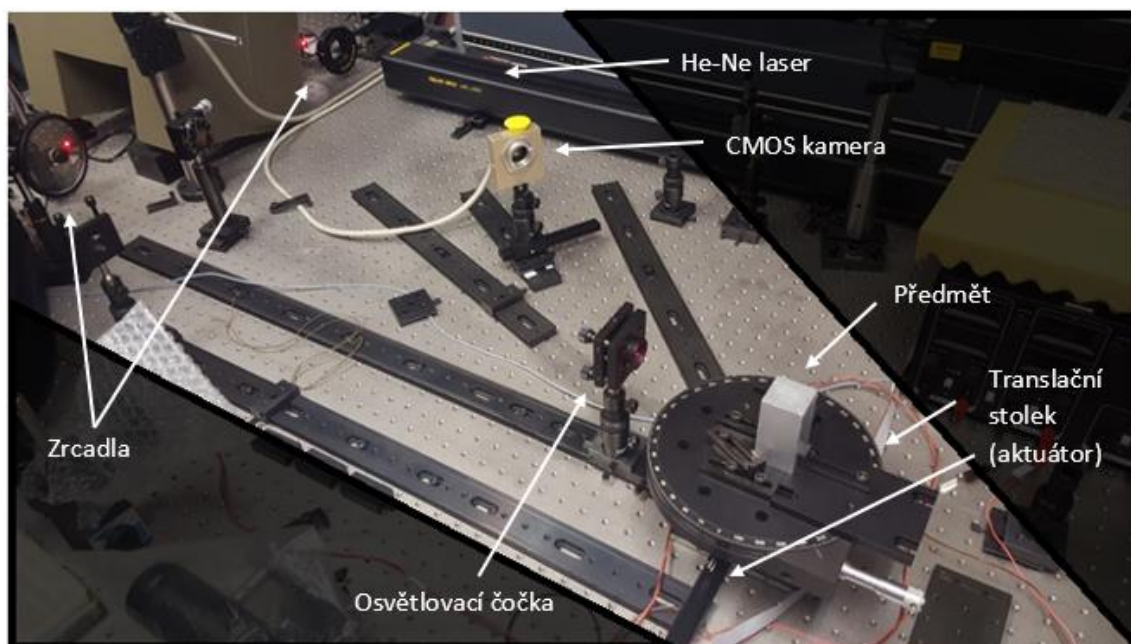 He-Ne laser
CMOS kamera
Předmět
Translační
stolek
(aktuátor)
Zrcadla
Osvětlovací čočka